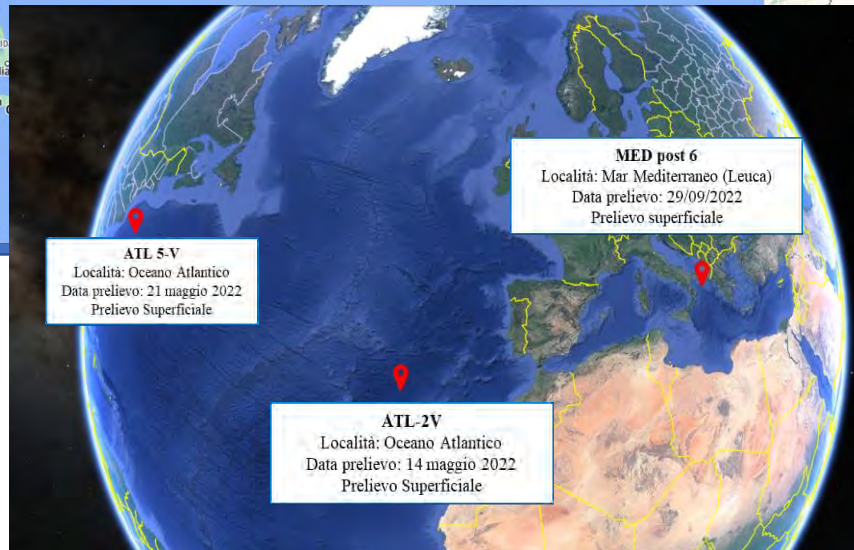 MED post 6
Località: Mar Mediterraneo (Leuca)
Data prelievo: 29/09/2022
Prelievo superficiale
ATL 5-V
Località: Oceano Atlantico
Data prelievo: 21 maggio 2022
Prelievo Superficiale
ATL-2V
Località: Oceano Atlantico
Data prelievo: 14 maggio 2022
Prelievo Superficiale